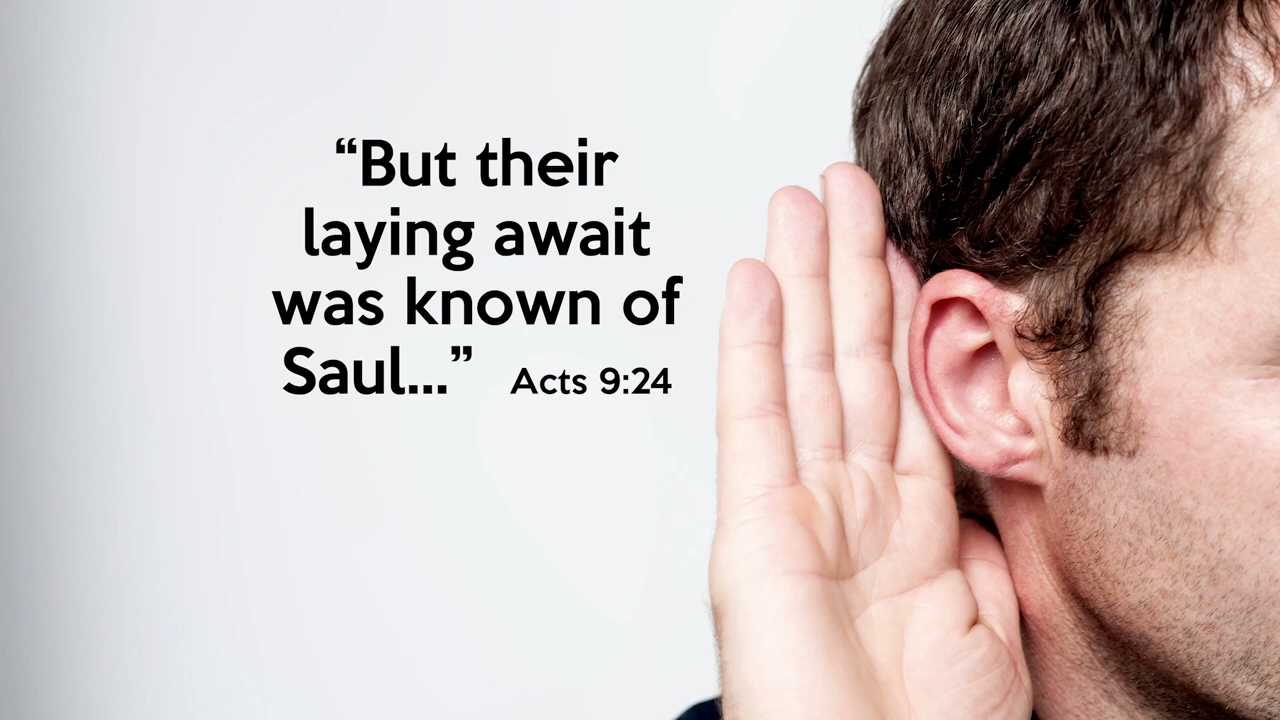 “But their
laying await
was known of
Saul...” Acts 9:24